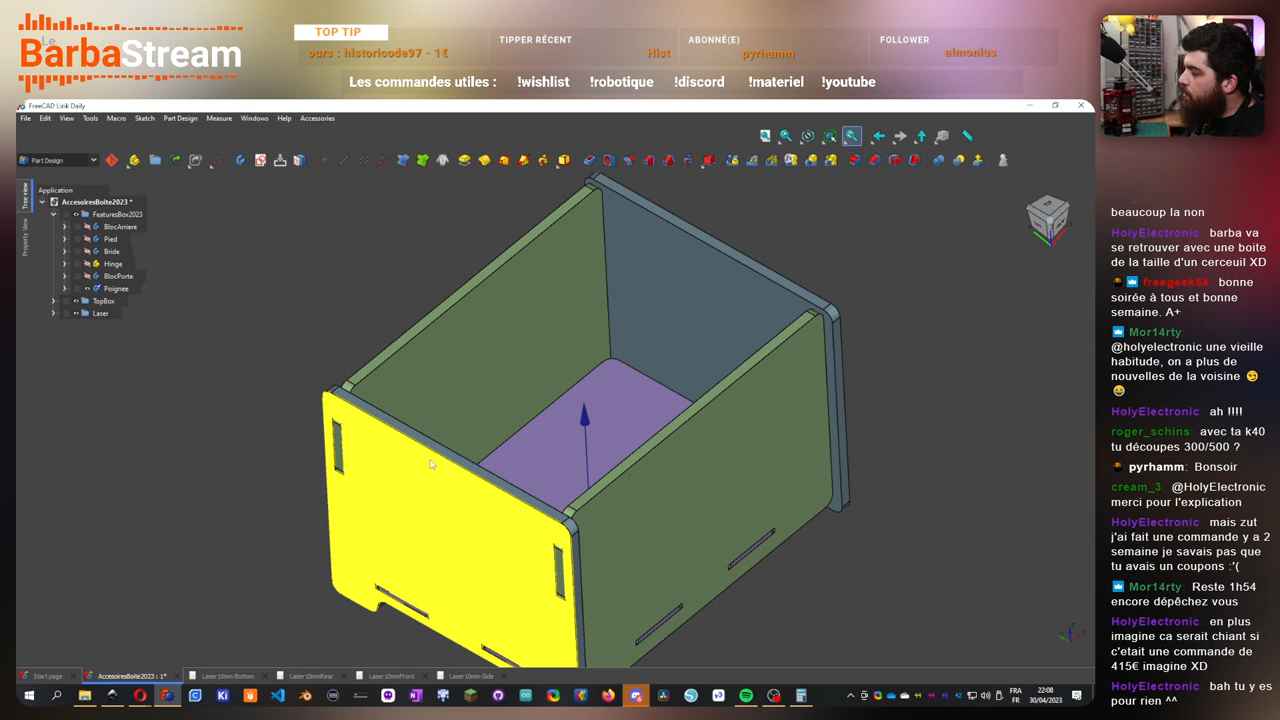 Le
BarbaStream
TOP TIP
ours : historicode97 - 1€
TIPPER RÉCENT
Hist
ABONNÉ(E)
pyrhamm
FOLLOWER
almonius
Les commandes utiles : !wishlist !robotique !discord !materiel !youtube
FreeCAD Link Daily
File Edit View Tools Macro Sketch Part Design Measure Windows Help Accessories
Part Design
Tree view
Property View
Application
AccesoiresBoite2023 *
FeaturesBox2023
BlocArriere
Pied
Bride
Hinge
BlocPorte
Poignee
TopBox
Laser
beaucoup la non
HolyElectronic: barba va
se retrouver avec une boite
de la taille d'un cerceuil XD
freegeek54: bonne
soirée à tous et bonne
semaine. A+
Mor14rty:
@holyelectronic une vieille
habitude, on a plus de
nouvelles de la voisine 😏
😂
HolyElectronic: ah !!!!
roger_schins: avec ta k40
tu découpes 300/500 ?
pyrhamm: Bonsoir
cream_3: @HolyElectronic
merci pour l'explication
HolyElectronic: mais zut
j'ai fait une commande y a 2
semaine je savais pas que
tu avais un coupons :'(
Mor14rty: Reste 1h54
encore dépêchez vous
HolyElectronic: en plus
imagine ca serait chiant si
c'etait une commande de
415€ imagine XD
HolyElectronic: bah tu y es
pour rien ^^
Start page
AccesoiresBoite2023 : 1*
Laser10mm-Bottom
Laser10mmRear
Laser10mmFront
Laser10mm-Side
FRA
FR
22:08
30/04/2023